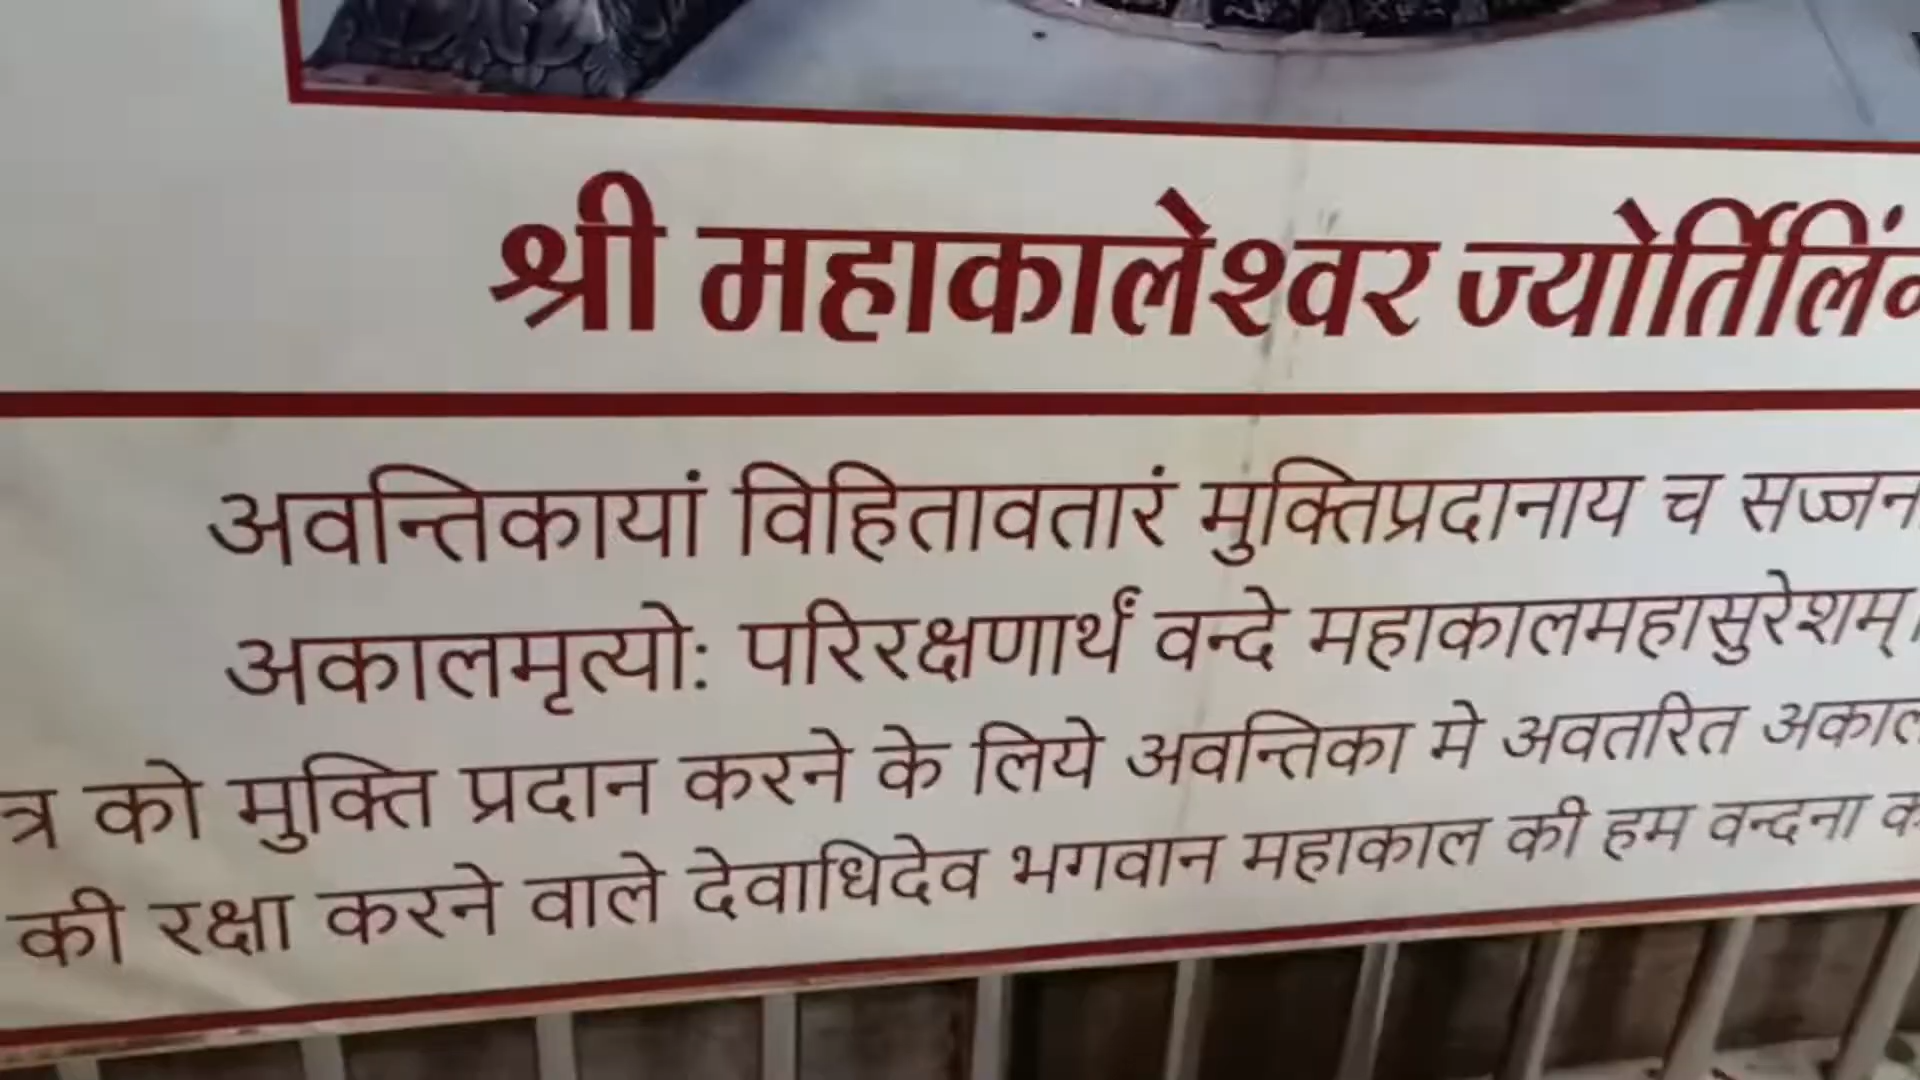 श्री महाकालेश्वर ज्योर्तिलिं
अवन्तिकायां विहितावतारं मुक्तिप्रदानाय च सज्जन
अकालमृत्योः परिरक्षणार्थं वन्दे महाकालमहासुरेशम्।
त्र को मुक्ति प्रदान करने के लिये अवन्तिका मे अवतरित अकाल
की रक्षा करने वाले देवाधिदेव भगवान महाकाल की हम वन्दना क